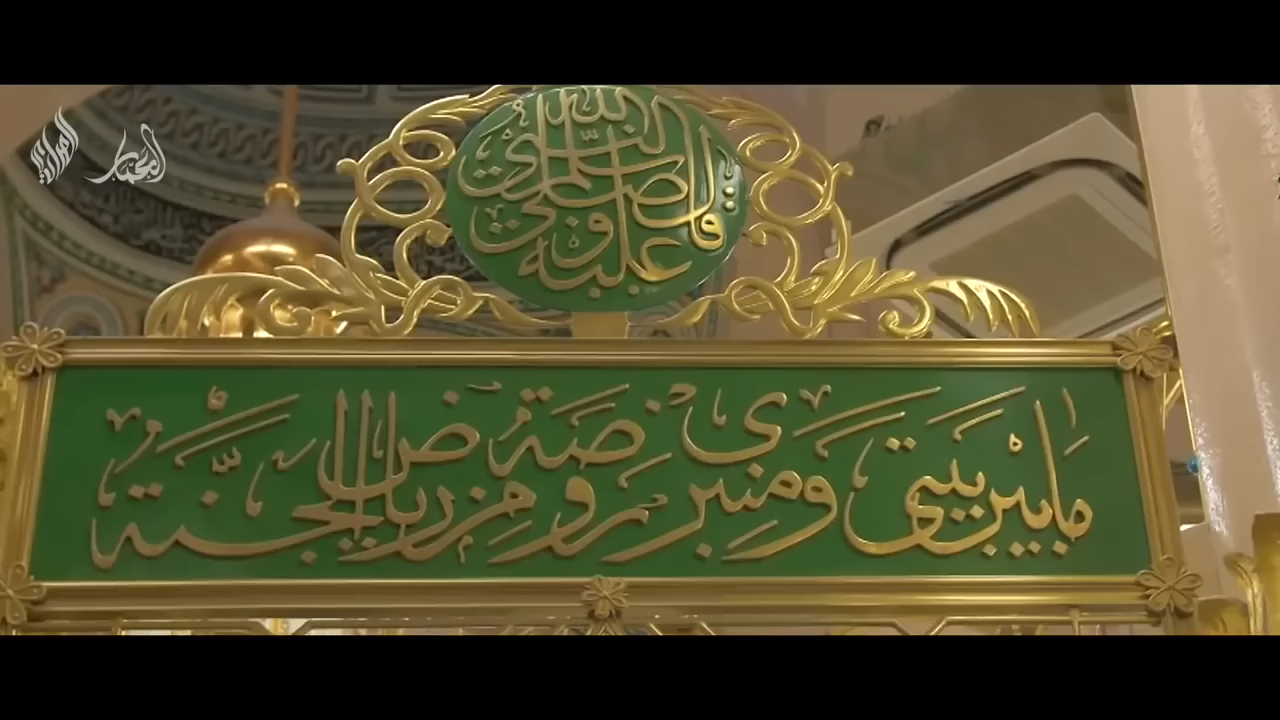 قال النبي صلى الله عليه وسلم
ما بين بيتي ومنبري روضة من رياض الجنة